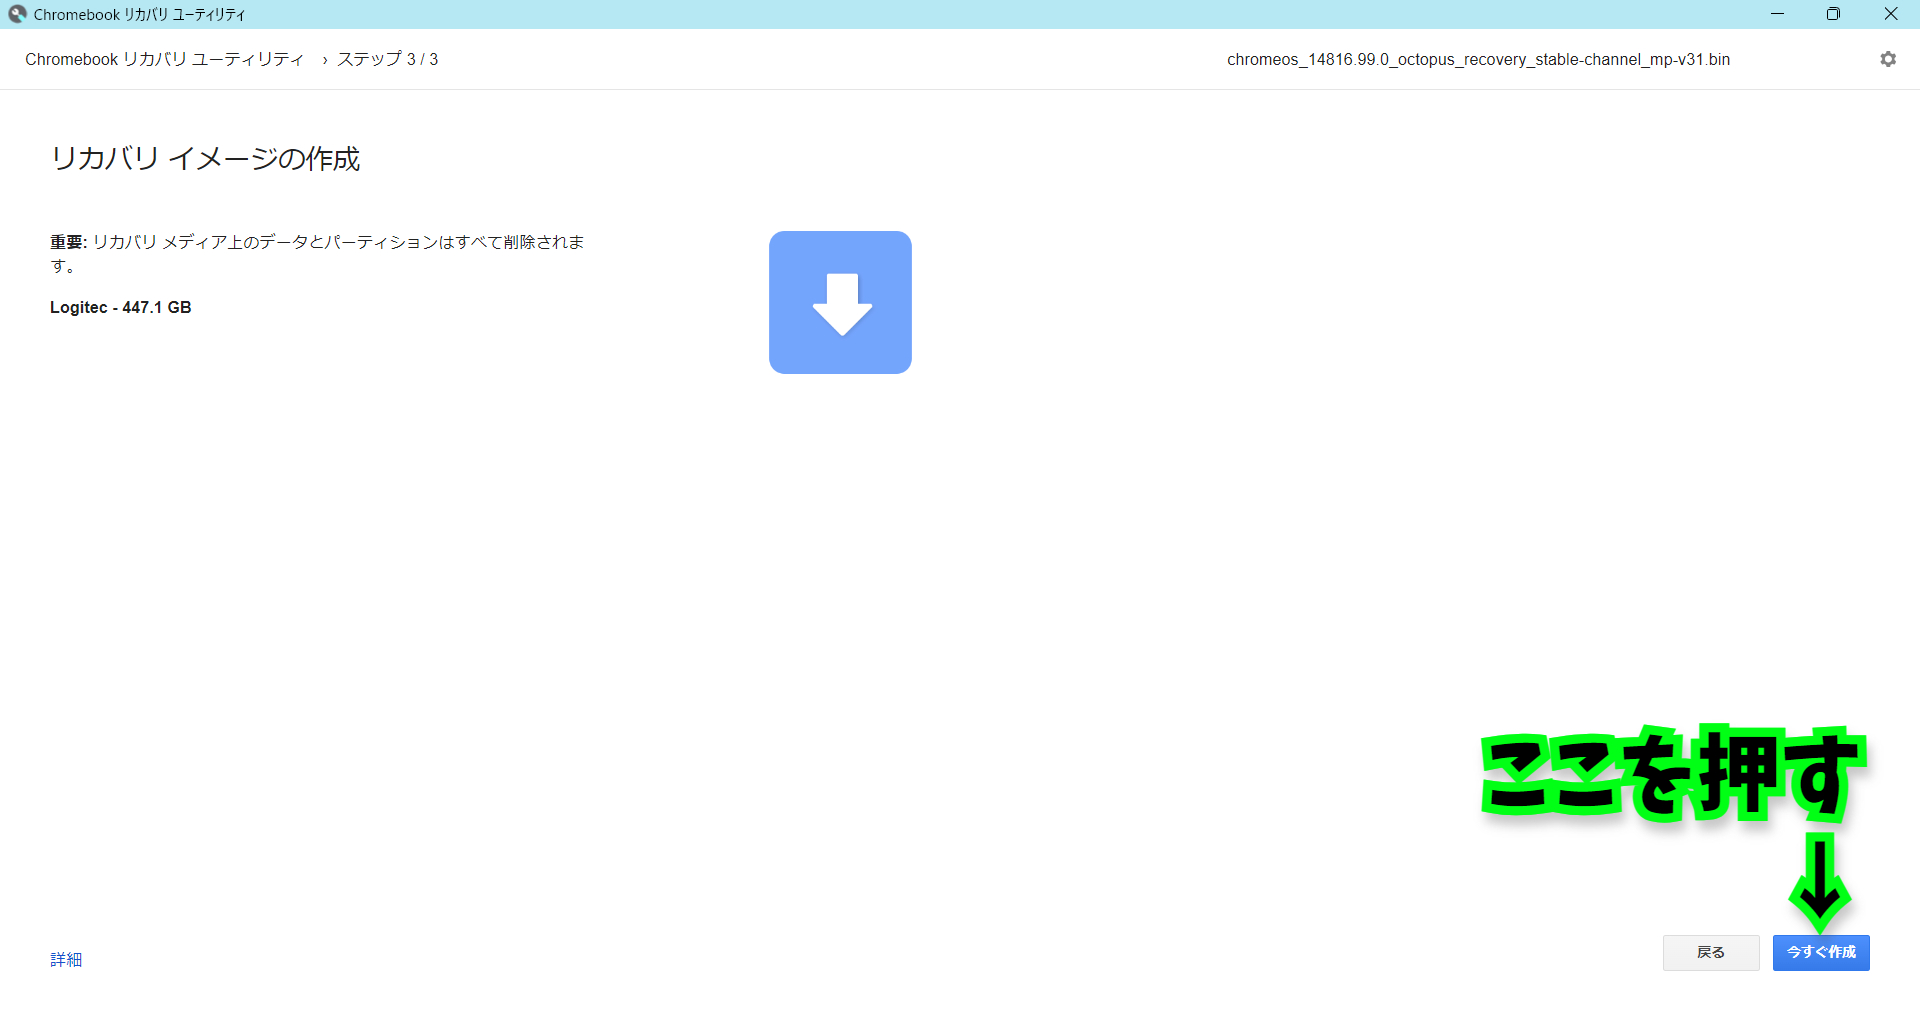 Chromebook リカバリ ユーティリティ
Chromebook リカバリ ユーティリティ › ステップ 3 / 3
chromeos_14816.99.0_octopus_recovery_stable-channel_mp-v31.bin
リカバリ イメージの作成
重要: リカバリ メディア上のデータとパーティションはすべて削除されま
す。
Logitec - 447.1 GB
ここを押す
↓
詳細
戻る
今すぐ作成